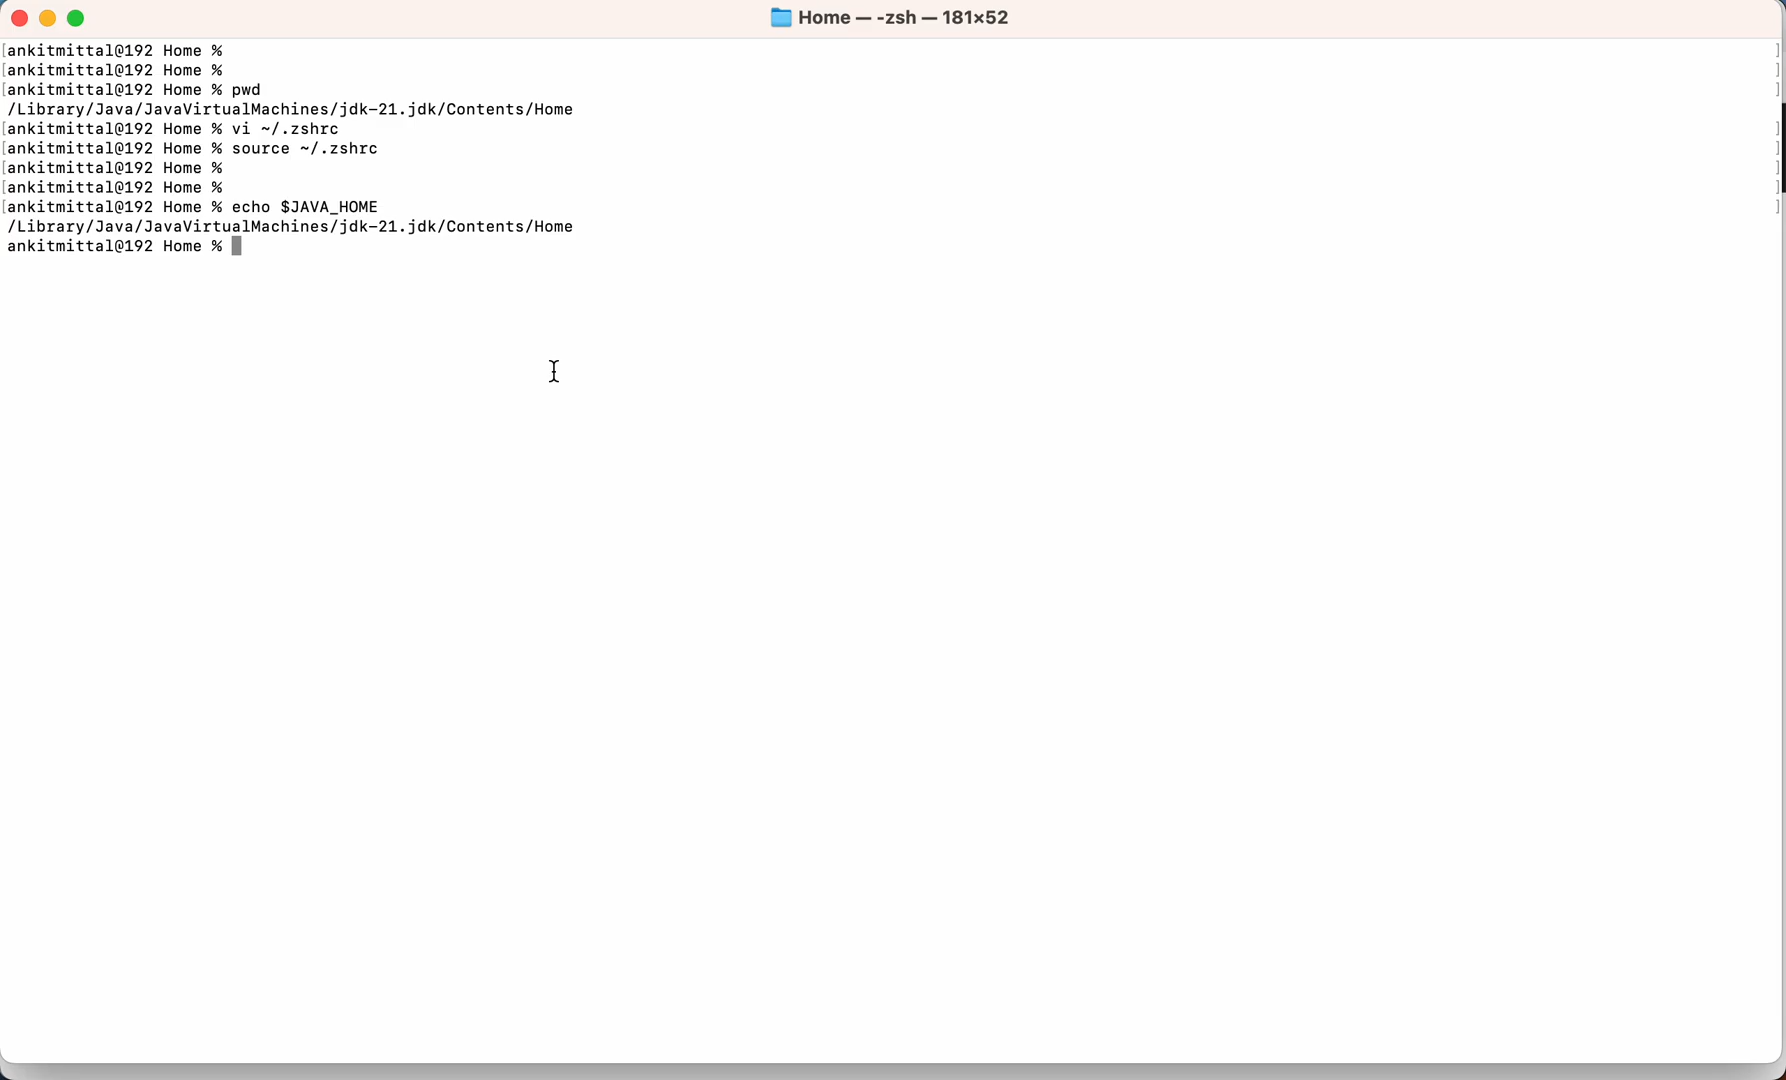 Home — -zsh — 181×52
[ankitmittal@192 Home % ]
[ankitmittal@192 Home % ]
[ankitmittal@192 Home % pwd ]
/Library/Java/JavaVirtualMachines/jdk-21.jdk/Contents/Home
[ankitmittal@192 Home % vi ~/.zshrc ]
[ankitmittal@192 Home % source ~/.zshrc ]
[ankitmittal@192 Home % ]
[ankitmittal@192 Home % ]
[ankitmittal@192 Home % echo $JAVA_HOME ]
/Library/Java/JavaVirtualMachines/jdk-21.jdk/Contents/Home
ankitmittal@192 Home %